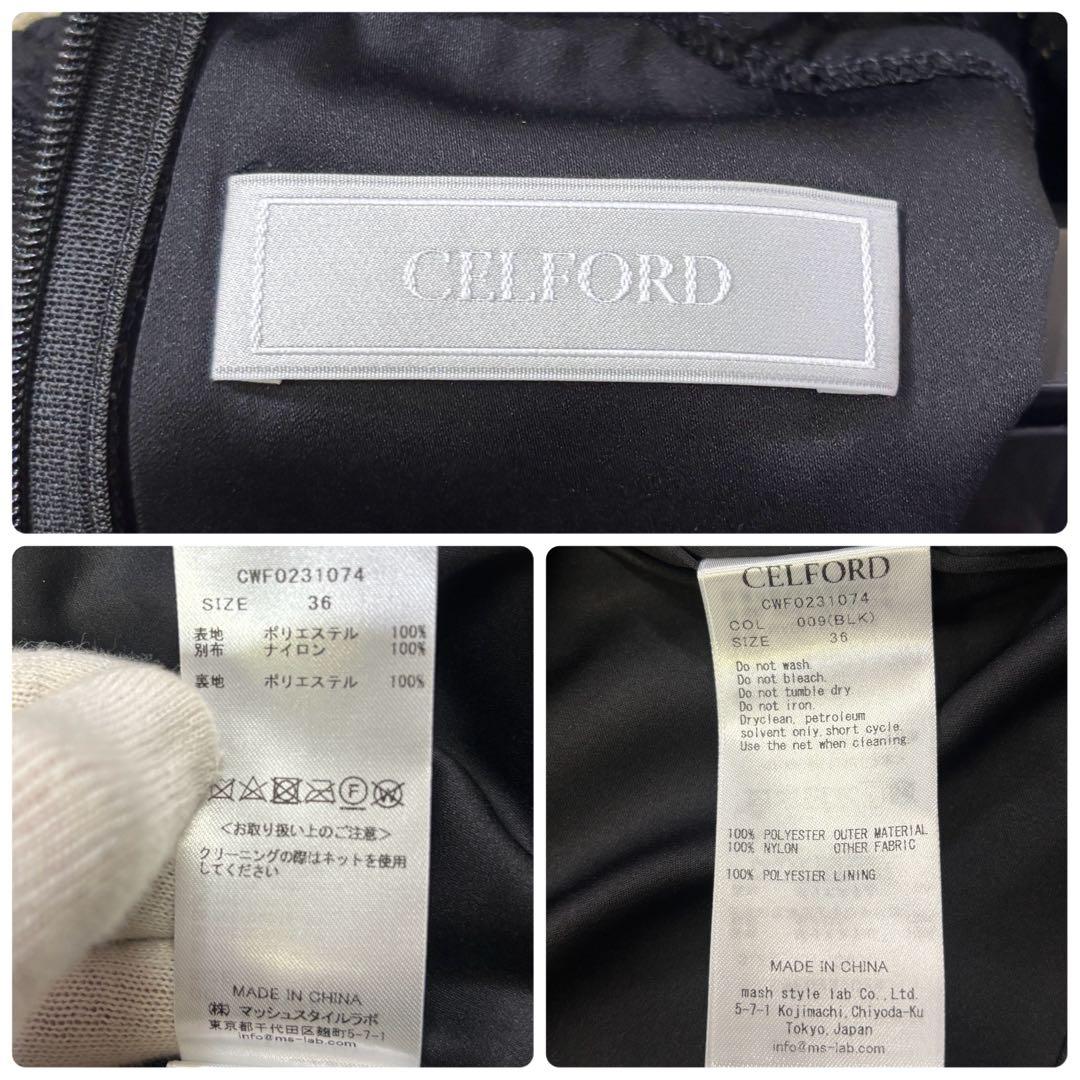 CELFORD
CWF0231074
SIZE 36
表地 ポリエステル 100%
別布 ナイロン 100%
裏地 ポリエステル 100%
F W
<お取り扱い上のご注意>
クリーニングの際はネットを使用
してください
MADE IN CHINA
(株) マッシュスタイルラボ
東京都千代田区麹町5-7-1
info@ms-lab.com
CELFORD
CWF0231074
COL 009(BLK)
SIZE 36
Do not wash.
Do not bleach.
Do not tumble dry.
Do not iron.
Dryclean, petroleum
solvent only.short cycle.
Use the net when cleaning.
100% POLYESTER OUTER MATERIAL
100% NYLON OTHER FABRIC
100% POLYESTER LINING
MADE IN CHINA
mash style lab Co.,Ltd.
5-7-1 Kojimachi,Chiyoda-Ku
Tokyo,Japan
info@ms-lab.com